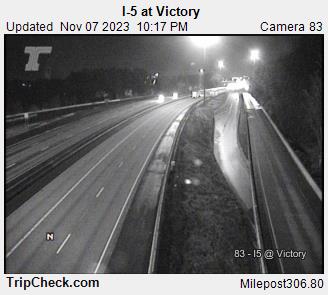 I-5 at Victory
Updated Nov 07 2023 10:17 PM Camera 83
T
N
83 - I5 @ Victory
TripCheck.com Milepost306.80